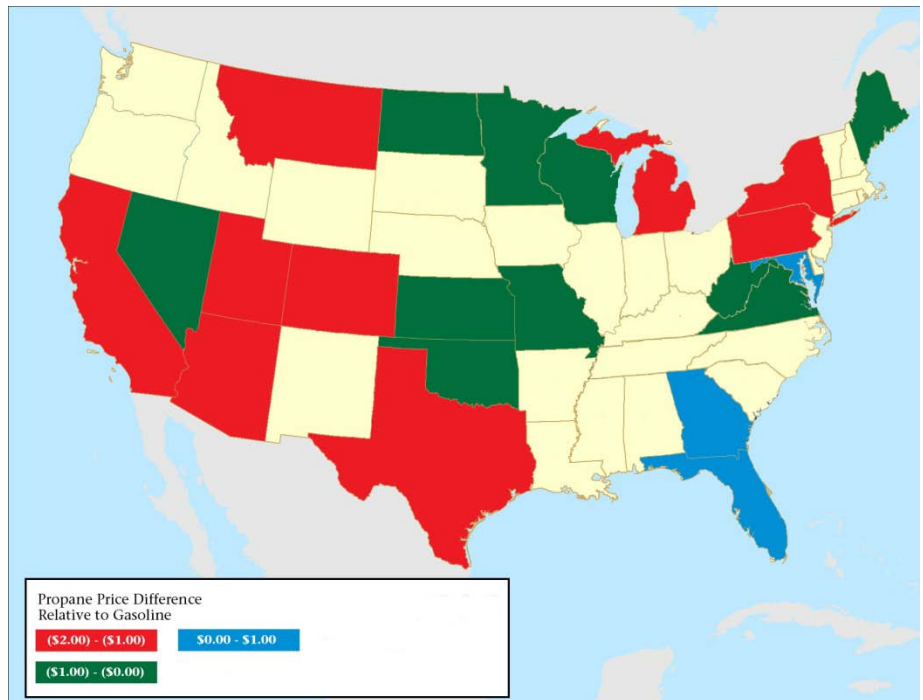 Propane Price Difference
Relative to Gasoline
($2.00) - ($1.00)
$0.00 - $1.00
($1.00) - ($0.00)